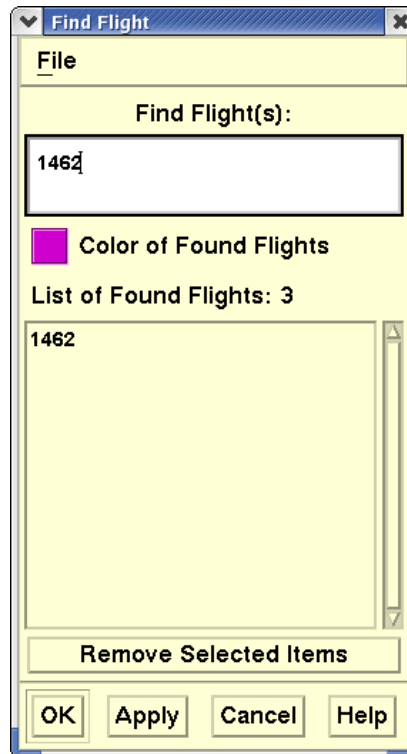 Find Flight
File
Find Flight(s):
1462
Color of Found Flights
List of Found Flights: 3
1462
Remove Selected Items
OK Apply Cancel Help